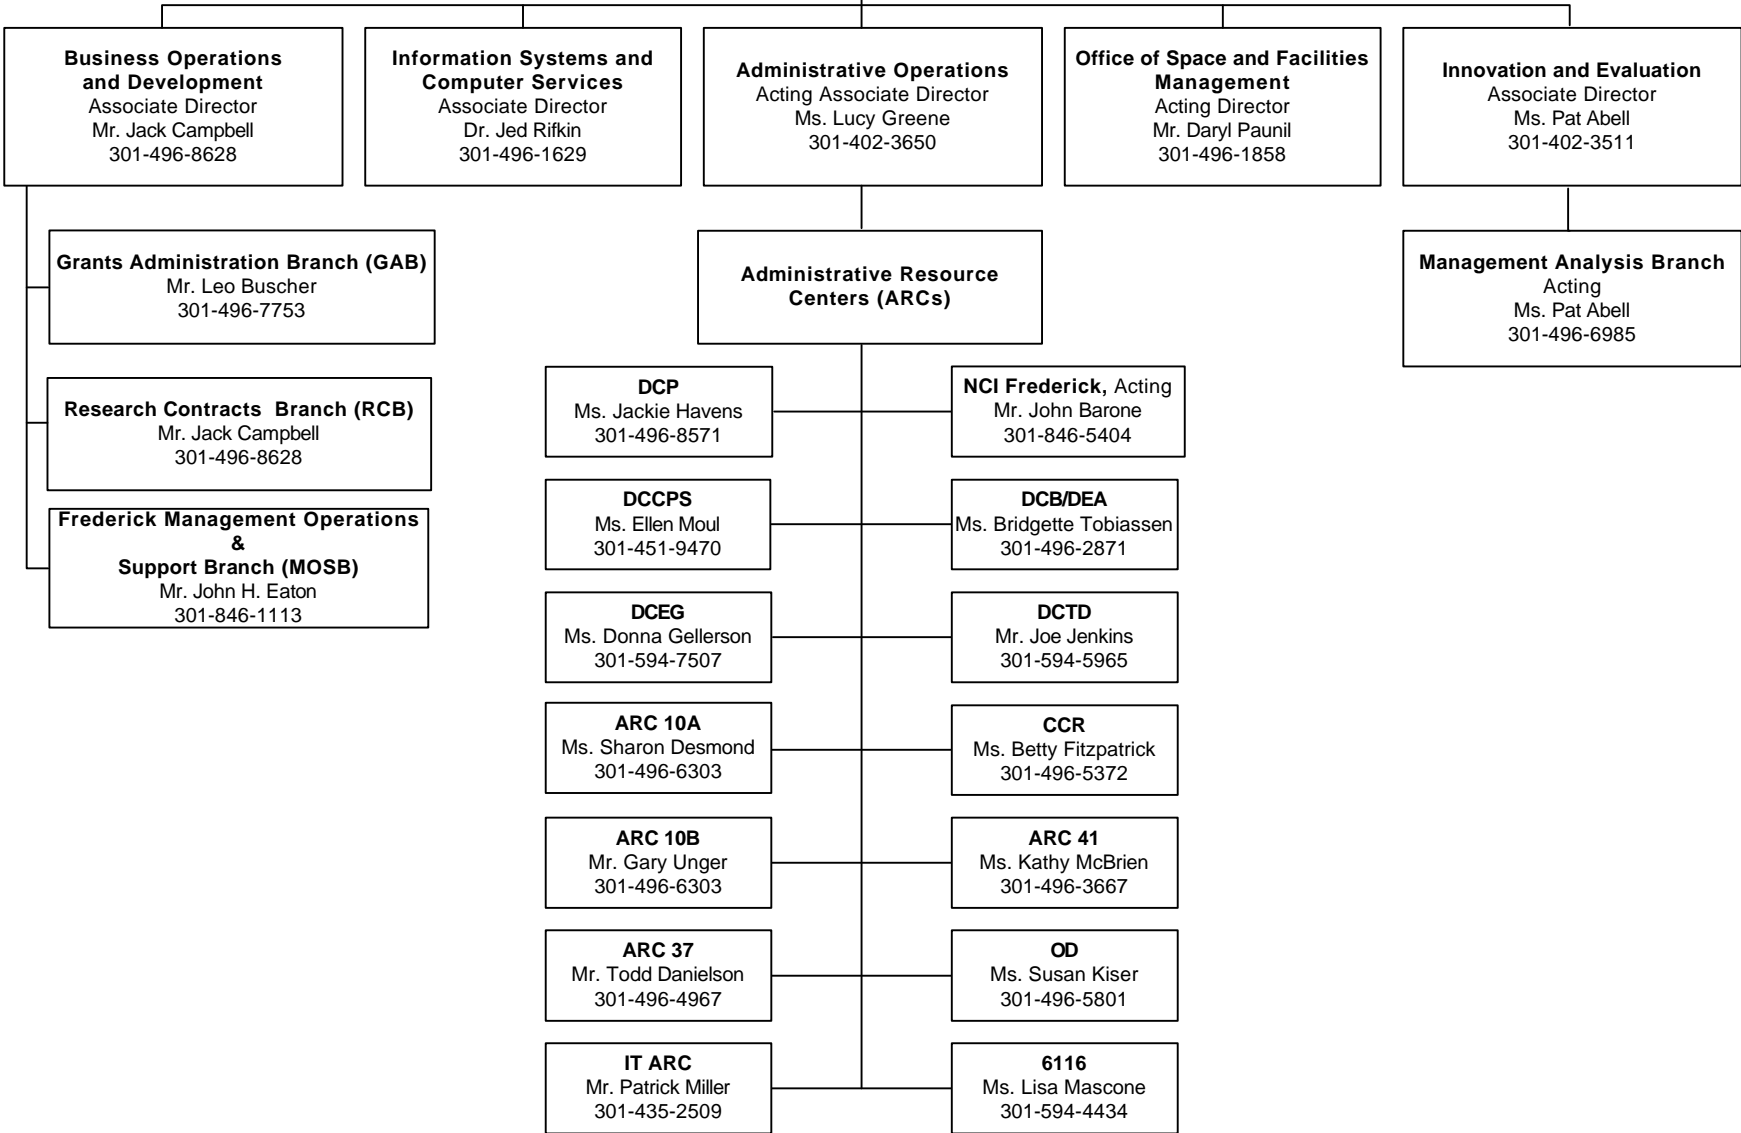 Business Operations
and Development
Associate Director
Mr. Jack Campbell
301-496-8628
Information Systems and
Computer Services
Associate Director
Dr. Jed Rifkin
301-496-1629
Administrative Operations
Acting Associate Director
Ms. Lucy Greene
301-402-3650
Office of Space and Facilities
Management
Acting Director
Mr. Daryl Paunil
301-496-1858
Innovation and Evaluation
Associate Director
Ms. Pat Abell
301-402-3511
Grants Administration Branch (GAB)
Mr. Leo Buscher
301-496-7753
Research Contracts Branch (RCB)
Mr. Jack Campbell
301-496-8628
Frederick Management Operations
&
Support Branch (MOSB)
Mr. John H. Eaton
301-846-1113
Administrative Resource
Centers (ARCs)
Management Analysis Branch
Acting
Ms. Pat Abell
301-496-6985
DCP
Ms. Jackie Havens
301-496-8571
NCI Frederick, Acting
Mr. John Barone
301-846-5404
DCCPS
Ms. Ellen Moul
301-451-9470
DCB/DEA
Ms. Bridgette Tobiassen
301-496-2871
DCEG
Ms. Donna Gellerson
301-594-7507
DCTD
Mr. Joe Jenkins
301-594-5965
ARC 10A
Ms. Sharon Desmond
301-496-6303
CCR
Ms. Betty Fitzpatrick
301-496-5372
ARC 10B
Mr. Gary Unger
301-496-6303
ARC 41
Ms. Kathy McBrien
301-496-3667
ARC 37
Mr. Todd Danielson
301-496-4967
OD
Ms. Susan Kiser
301-496-5801
IT ARC
Mr. Patrick Miller
301-435-2509
6116
Ms. Lisa Mascone
301-594-4434